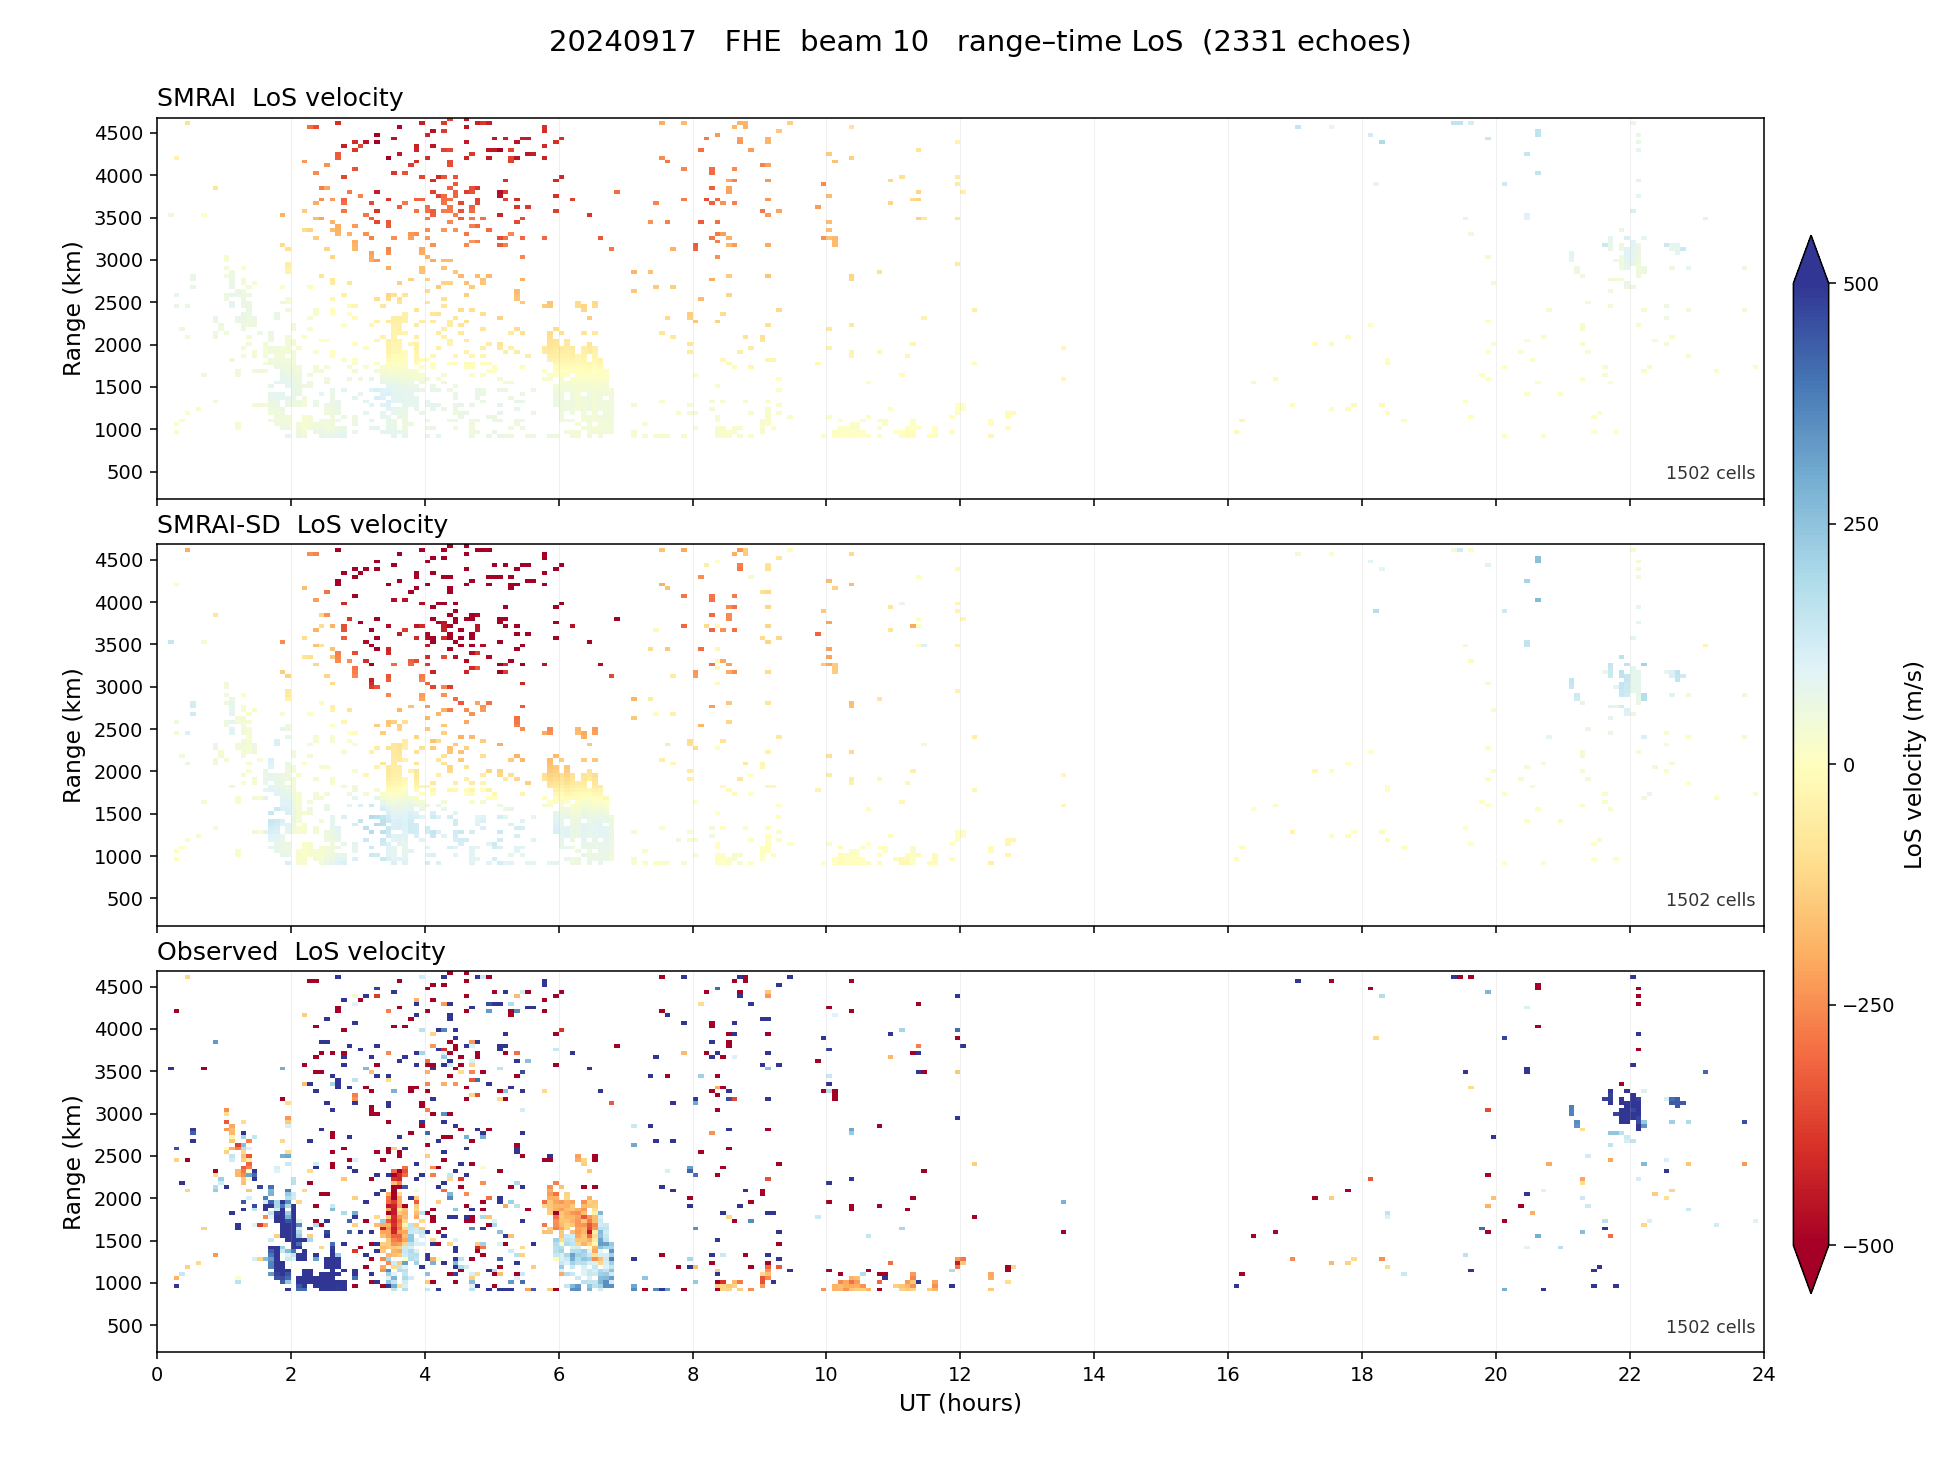 20240917   FHE  beam 10   range–time LoS  (2331 echoes)
SMRAI  LoS velocity
4500
4000
3500
3000
2500
2000
1500
1000
500
Range (km)
1502 cells
SMRAI-SD  LoS velocity
4500
4000
3500
3000
2500
2000
1500
1000
500
Range (km)
1502 cells
Observed  LoS velocity
4500
4000
3500
3000
2500
2000
1500
1000
500
Range (km)
1502 cells
0 2 4 6 8 10 12 14 16 18 20 22 24
UT (hours)
500
250
0
−250
−500
LoS velocity (m/s)